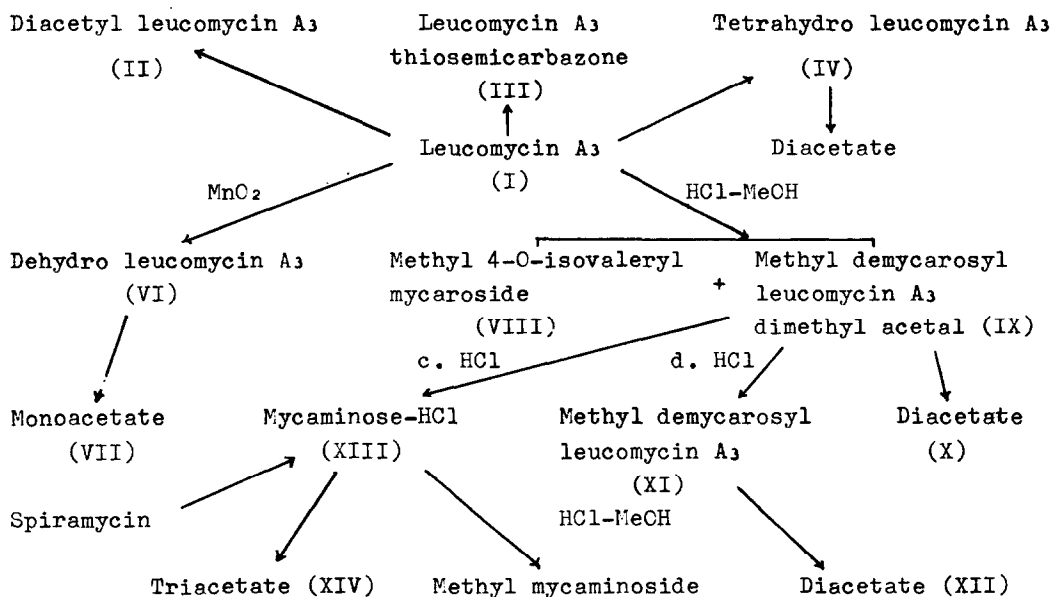 Diacetyl leucomycin A3 Leucomycin A3 Tetrahydro leucomycin A3
thiosemicarbazone
(II) (III) (IV)
Leucomycin A3 Diacetate
(I)
MnO2 HCl-MeOH
Dehydro leucomycin A3 Methyl 4-O-isovaleryl Methyl demycarosyl
(VI) mycaroside + leucomycin A3
(VIII) dimethyl acetal (IX)
c. HCl d. HCl
Monoacetate Mycaminose-HCl Methyl demycarosyl Diacetate
(VII) (XIII) leucomycin A3 (X)
(XI)
Spiramycin HCl-MeOH
Triacetate (XIV) Methyl mycaminoside Diacetate (XII)